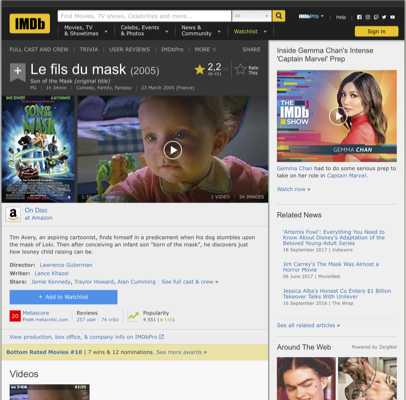 IMDb
Find Movies, TV shows, Celebrities and more...
All
IMDbPro
Help
Movies, TV & Showtimes
Celebs, Events & Photos
News & Community
Watchlist
Sign in
FULL CAST AND CREW | TRIVIA | USER REVIEWS | IMDbPro | MORE
SHARE
Le fils du mask (2005)
Son of the Mask (original title)
PG | 1h 34min | Comedy, Family, Fantasy | 23 March 2005 (France)
2,2
Rate This
SON OF THE MASK
1 VIDEO | 34 IMAGES
On Disc
at Amazon
Tim Avery, an aspiring cartoonist, finds himself in a predicament when his dog stumbles upon
the mask of Loki. Then after conceiving an infant son "born of the mask", he discovers just
how looney child raising can be.
Director: Lawrence Guterman
Writer: Lance Khazei
Stars: Jamie Kennedy, Traylor Howard, Alan Cumming | See full cast & crew »
+ Add to Watchlist
20
Metascore
From metacritic.com
Reviews
257 user | 74 critic
Popularity
4 551
View production, box office, & company info on IMDbPro
Bottom Rated Movies #10 | 7 wins & 12 nominations. See more awards »
Videos
Inside Gemma Chan's Intense
'Captain Marvel' Prep
THE IMDb SHOW
GEMMA CHAN
Gemma Chan had to do some serious prep
to take on her role in Captain Marvel.
Watch now »
Related News
'Artemis Fowl': Everything You Need to
Know About Disney's Adaptation of the
Beloved Young-Adult Series
18 September 2017 | Indiewire
Jim Carrey's The Mask Was Almost a
Horror Movie
08 June 2017 | MovieWeb
Jessica Alba's Honest Co Enters $1 Billion
Takeover Talks With Unilever
16 September 2016 | The Wrap
See all related articles »
Around The Web
Powered by ZergNet